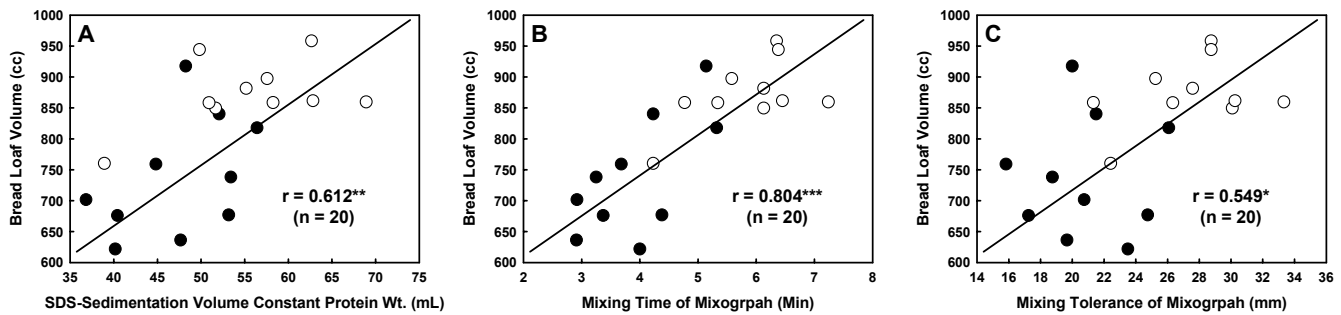 A
1000
950
900
850
800
750
700
650
600
Bread Loaf Volume (cc)
r = 0.612**
(n = 20)
35 40 45 50 55 60 65 70 75
SDS-Sedimentation Volume Constant Protein Wt. (mL)
B
1000
950
900
850
800
750
700
650
600
Bread Loaf Volume (cc)
r = 0.804***
(n = 20)
2 3 4 5 6 7 8
Mixing Time of Mixogrpah (Min)
C
1000
950
900
850
800
750
700
650
600
Bread Loaf Volume (cc)
r = 0.549*
(n = 20)
14 16 18 20 22 24 26 28 30 32 34 36
Mixing Tolerance of Mixogrpah (mm)